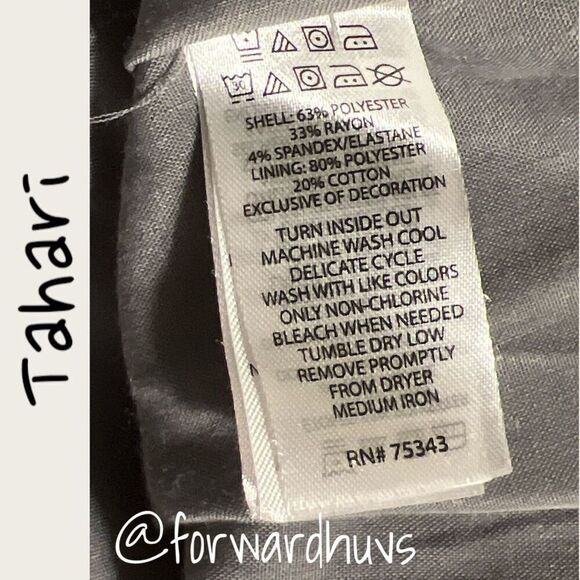 Tahari
30
SHELL: 63% POLYESTER
33% RAYON
4% SPANDEX/ELASTANE
LINING: 80% POLYESTER
20% COTTON
EXCLUSIVE OF DECORATION
TURN INSIDE OUT
MACHINE WASH COOL
DELICATE CYCLE
WASH WITH LIKE COLORS
ONLY NON-CHLORINE
BLEACH WHEN NEEDED
TUMBLE DRY LOW
REMOVE PROMPTLY
FROM DRYER
MEDIUM IRON
RN# 75343
@forwardhuvs